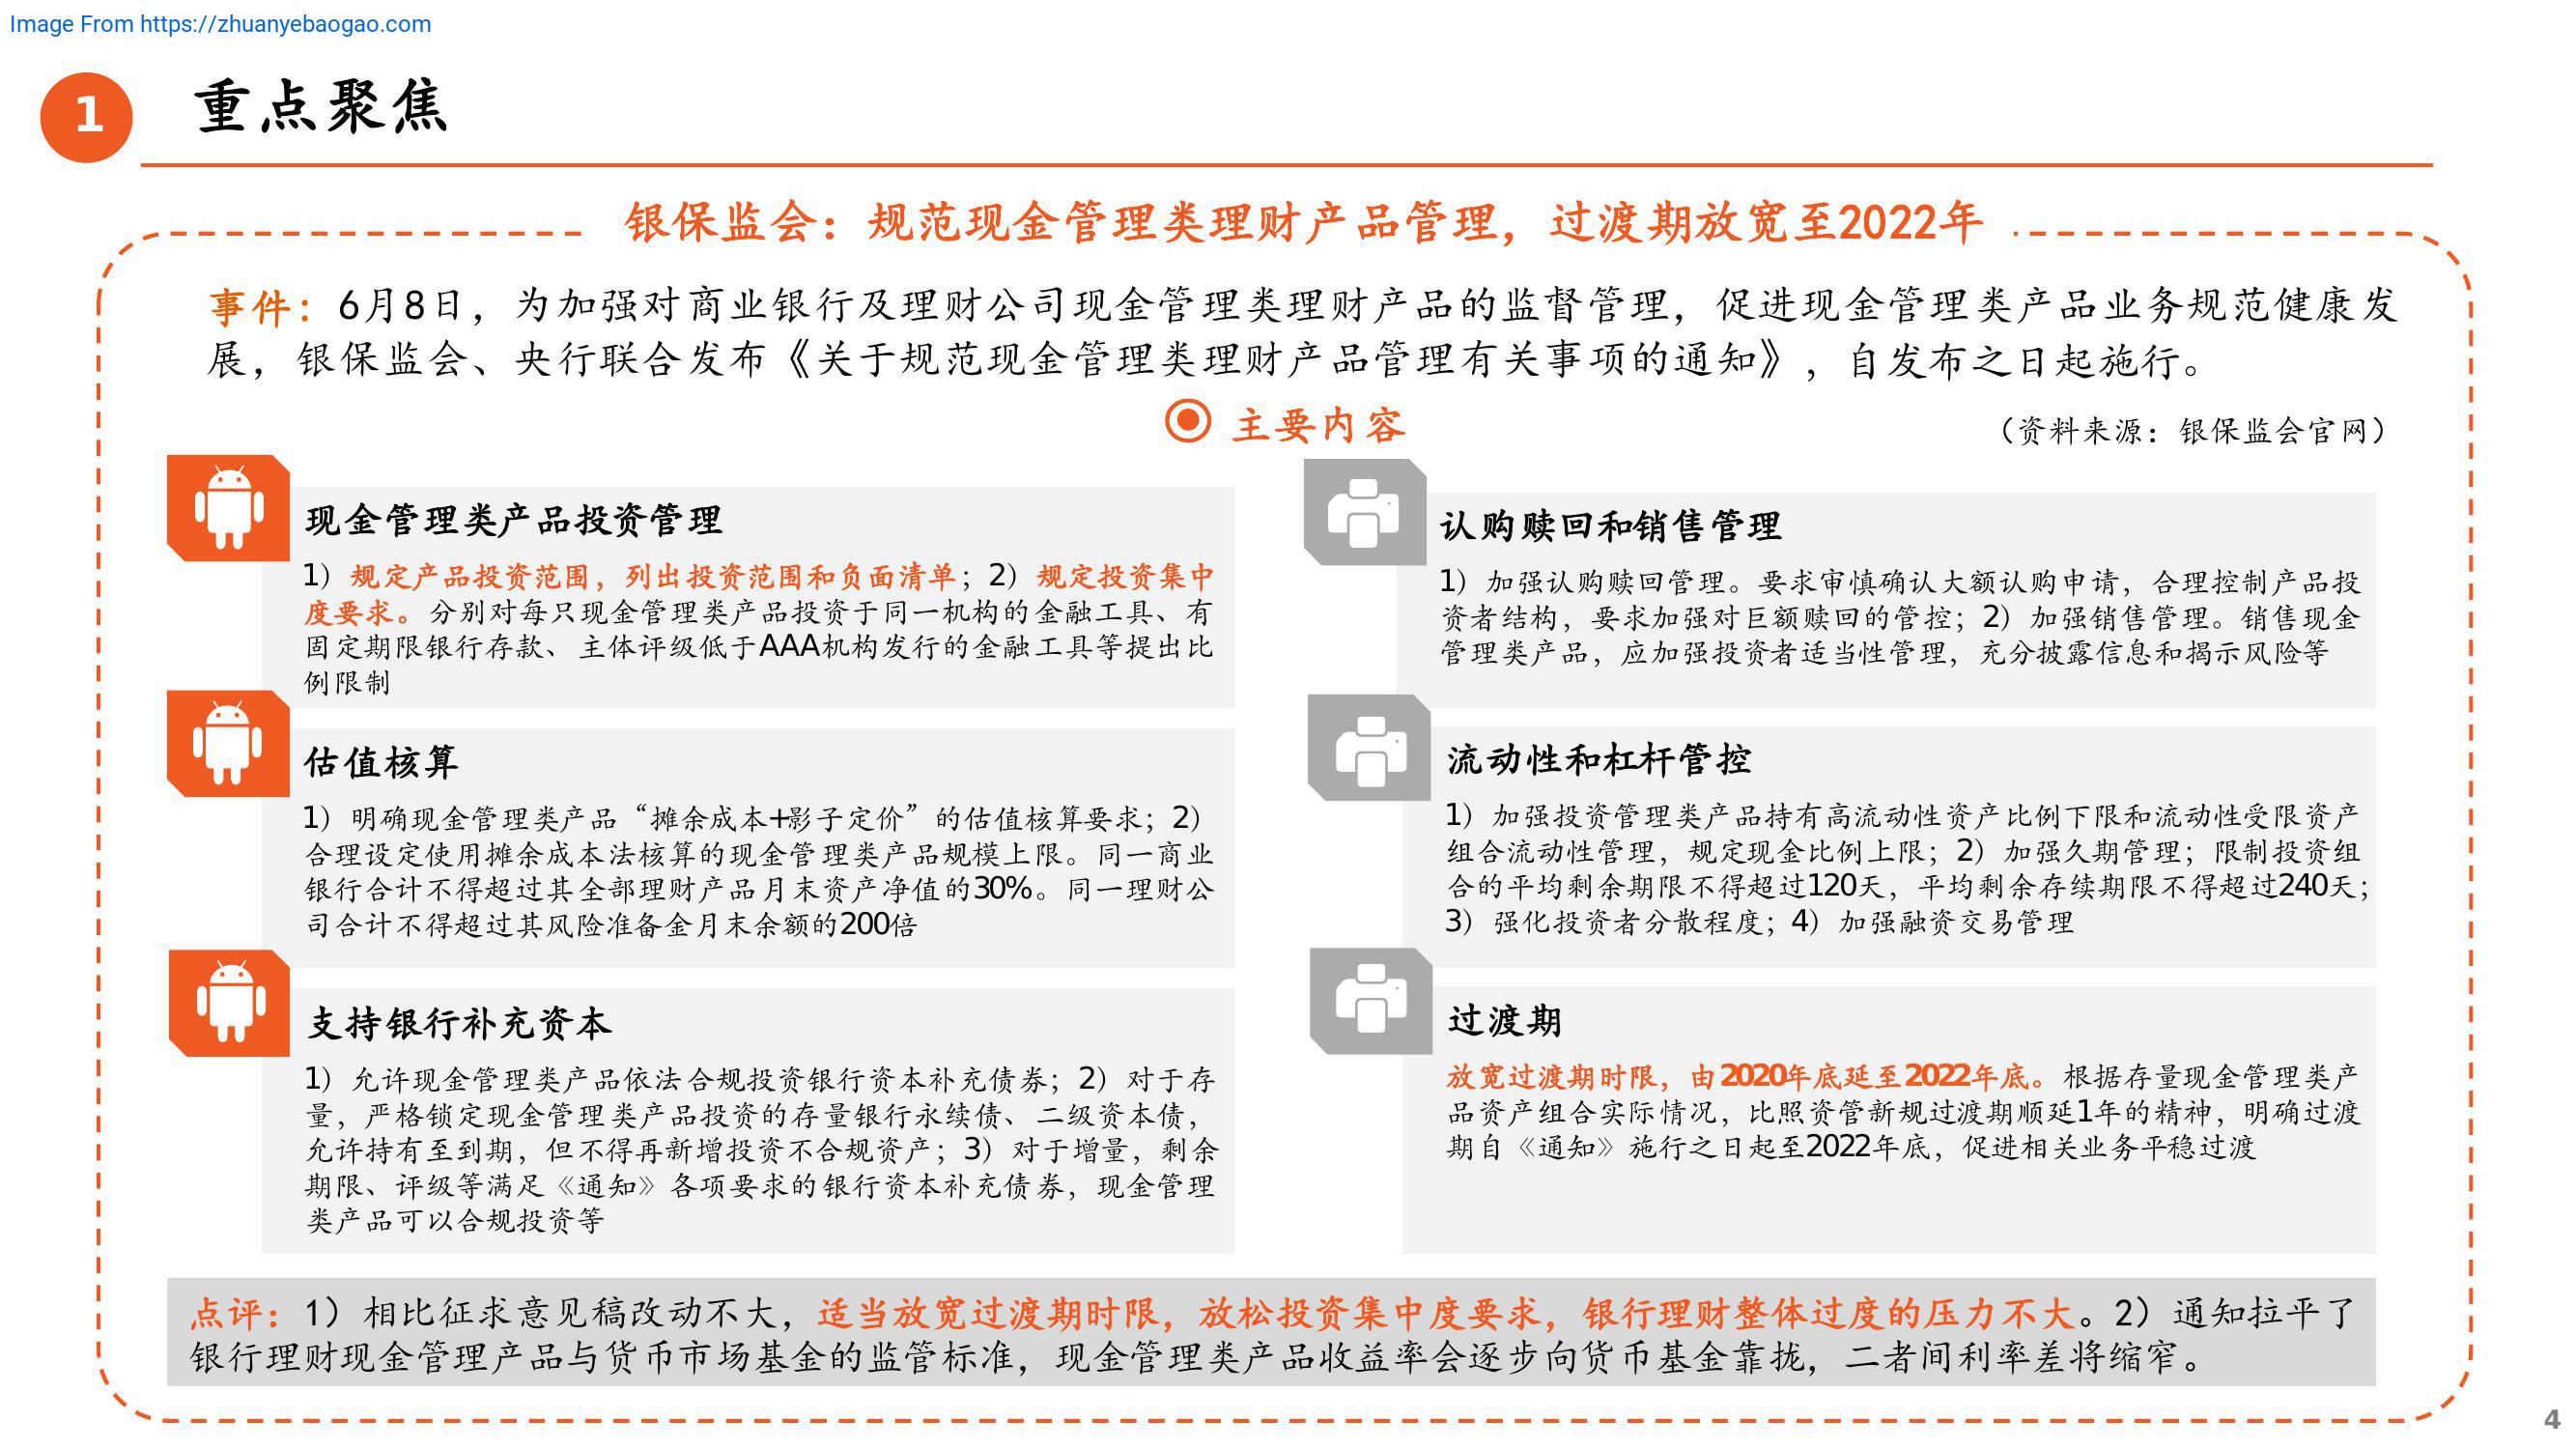 Image From https://zhuanyebaogao.com
1
重点聚焦
银保监会：规范现金管理类理财产品管理，过渡期放宽至2022年
事件：6月8日，为加强对商业银行及理财公司现金管理类理财产品的监督管理，促进现金管理类产品业务规范健康发
展，银保监会、央行联合发布《关于规范现金管理类理财产品管理有关事项的通知》，自发布之日起施行。
主要内容
（资料来源：银保监会官网）
现金管理类产品投资管理
1）规定产品投资范围，列出投资范围和负面清单；2）规定投资集中
度要求。分别对每只现金管理类产品投资于同一机构的金融工具、有
固定期限银行存款、主体评级低于AAA机构发行的金融工具等提出比
例限制
估值核算
1）明确现金管理类产品“摊余成本+影子定价”的估值核算要求；2）
合理设定使用摊余成本法核算的现金管理类产品规模上限。同一商业
银行合计不得超过其全部理财产品月末资产净值的30%。同一理财公
司合计不得超过其风险准备金月末余额的200倍
支持银行补充资本
1）允许现金管理类产品依法合规投资银行资本补充债券；2）对于存
量，严格锁定现金管理类产品投资的存量银行永续债、二级资本债，
允许持有至到期，但不得再新增投资不合规资产；3）对于增量，剩余
期限、评级等满足《通知》各项要求的银行资本补充债券，现金管理
类产品可以合规投资等
认购赎回和销售管理
1）加强认购赎回管理。要求审慎确认大额认购申请，合理控制产品投
资者结构，要求加强对巨额赎回的管控；2）加强销售管理。销售现金
管理类产品，应加强投资者适当性管理，充分披露信息和揭示风险等
流动性和杠杆管控
1）加强投资管理类产品持有高流动性资产比例下限和流动性受限资产
组合流动性管理，规定现金比例上限；2）加强久期管理；限制投资组
合的平均剩余期限不得超过120天，平均剩余存续期限不得超过240天；
3）强化投资者分散程度；4）加强融资交易管理
过渡期
放宽过渡期时限，由2020年底延至2022年底。根据存量现金管理类产
品资产组合实际情况，比照资管新规过渡期顺延1年的精神，明确过渡
期自《通知》施行之日起至2022年底，促进相关业务平稳过渡
点评：1）相比征求意见稿改动不大，适当放宽过渡期时限，放松投资集中度要求，银行理财整体过度的压力不大。2）通知拉平了
银行理财现金管理产品与货币市场基金的监管标准，现金管理类产品收益率会逐步向货币基金靠拢，二者间利率差将缩窄。
4